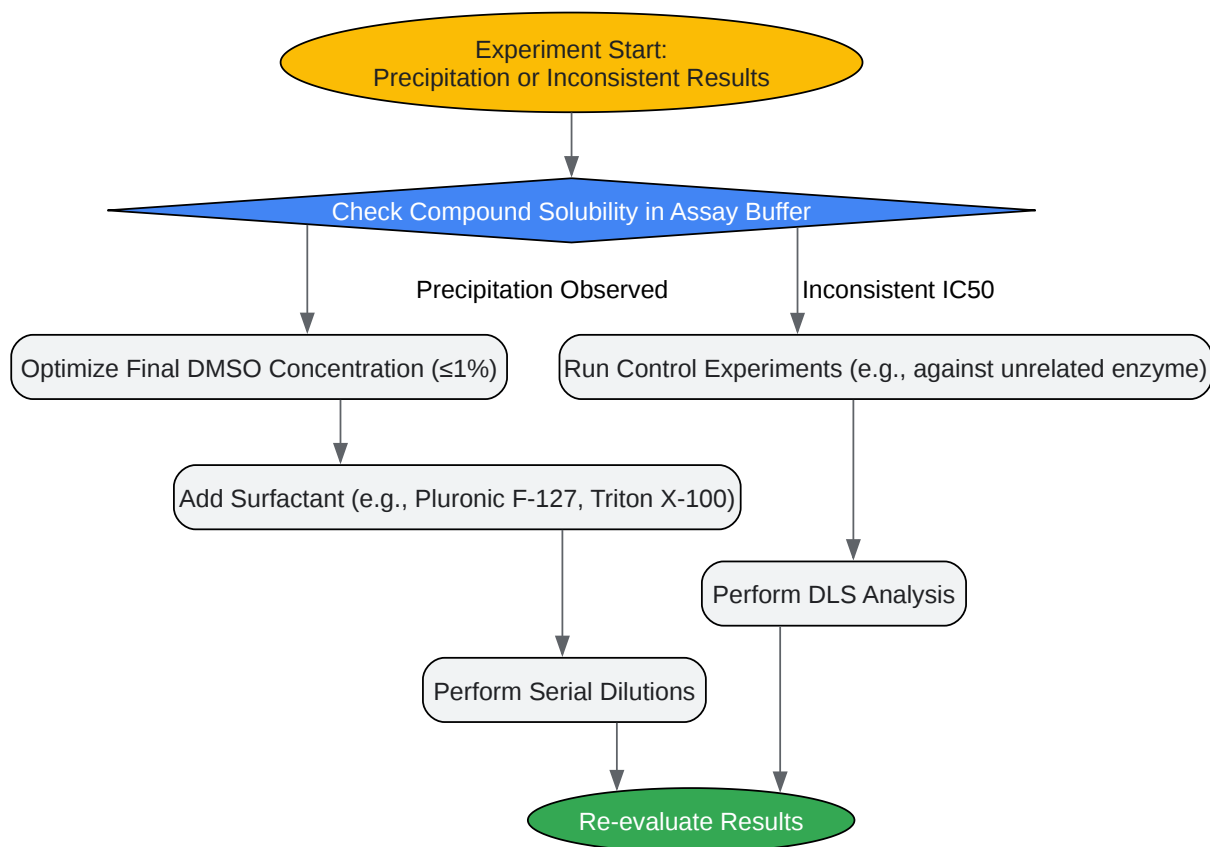 Experiment Start:
Precipitation or Inconsistent Results
Check Compound Solubility in Assay Buffer
Precipitation Observed
Inconsistent IC50
Optimize Final DMSO Concentration (≤1%)
Run Control Experiments (e.g., against unrelated enzyme)
Add Surfactant (e.g., Pluronic F-127, Triton X-100)
Perform DLS Analysis
Perform Serial Dilutions
Re-evaluate Results